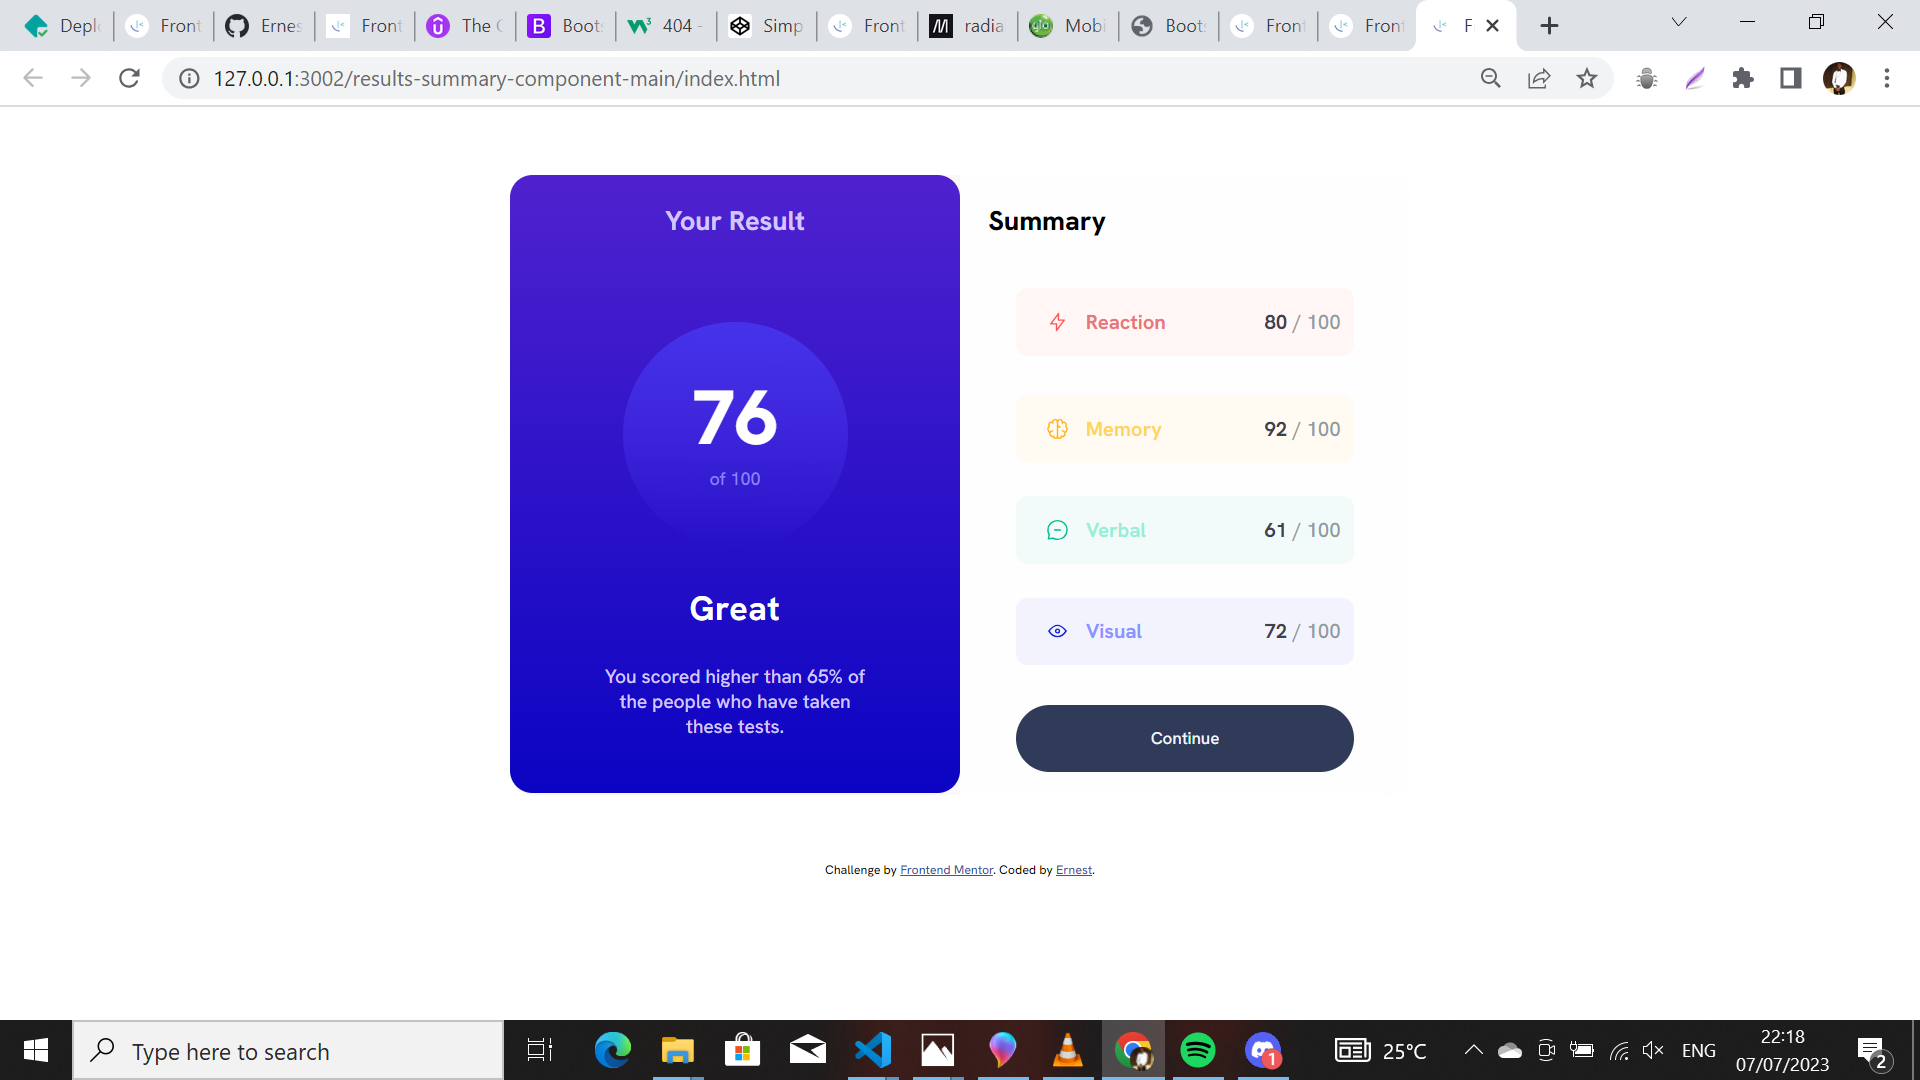 Deplo
Front
Ernes
Front
The C
Boots
404 -
Simp
Front
radia
Mobi
Boots
Front
Front
F
127.0.0.1:3002/results-summary-component-main/index.html
Your Result
76
of 100
Great
You scored higher than 65% of
the people who have taken
these tests.
Summary
Reaction 80 / 100
Memory 92 / 100
Verbal 61 / 100
Visual 72 / 100
Continue
Challenge by Frontend Mentor. Coded by Ernest.
Type here to search
1
25°C
ENG
22:18
07/07/2023
2